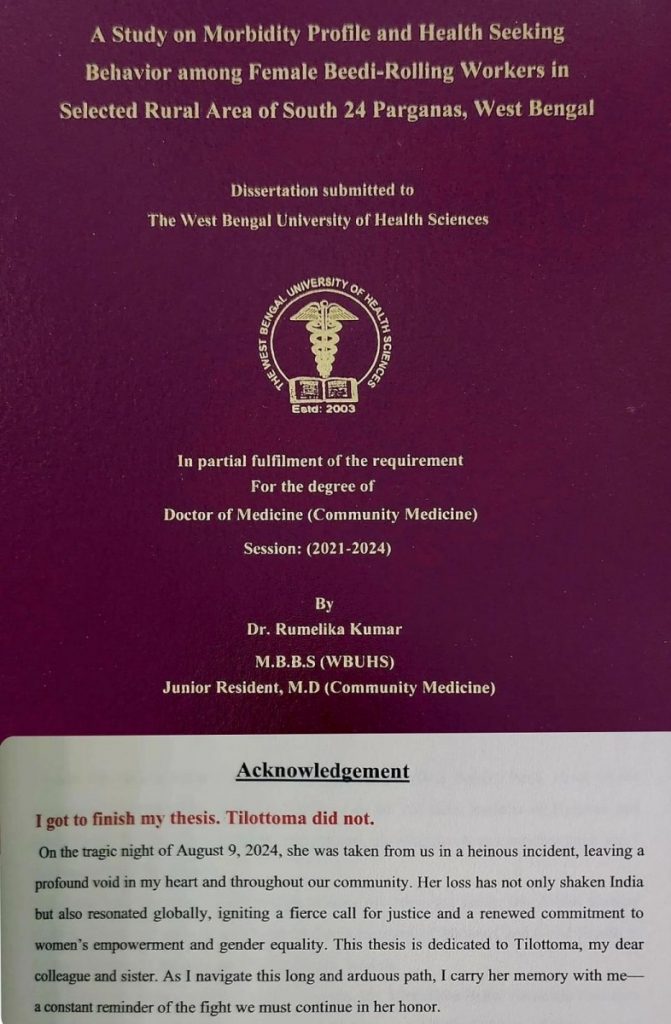 A Study on Morbidity Profile and Health Seeking
Behavior among Female Beedi-Rolling Workers in
Selected Rural Area of South 24 Parganas, West Bengal
Dissertation submitted to
The West Bengal University of Health Sciences
THE WEST BENGAL UNIVERSITY OF HEALTH SCIENCES
Estd: 2003
In partial fulfilment of the requirement
For the degree of
Doctor of Medicine (Community Medicine)
Session: (2021-2024)
By
Dr. Rumelika Kumar
M.B.B.S (WBUHS)
Junior Resident, M.D (Community Medicine)
Acknowledgement
I got to finish my thesis. Tilottoma did not.
On the tragic night of August 9, 2024, she was taken from us in a heinous incident, leaving a
profound void in my heart and throughout our community. Her loss has not only shaken India
but also resonated globally, igniting a fierce call for justice and a renewed commitment to
women’s empowerment and gender equality. This thesis is dedicated to Tilottoma, my dear
colleague and sister. As I navigate this long and arduous path, I carry her memory with me—
a constant reminder of the fight we must continue in her honor.